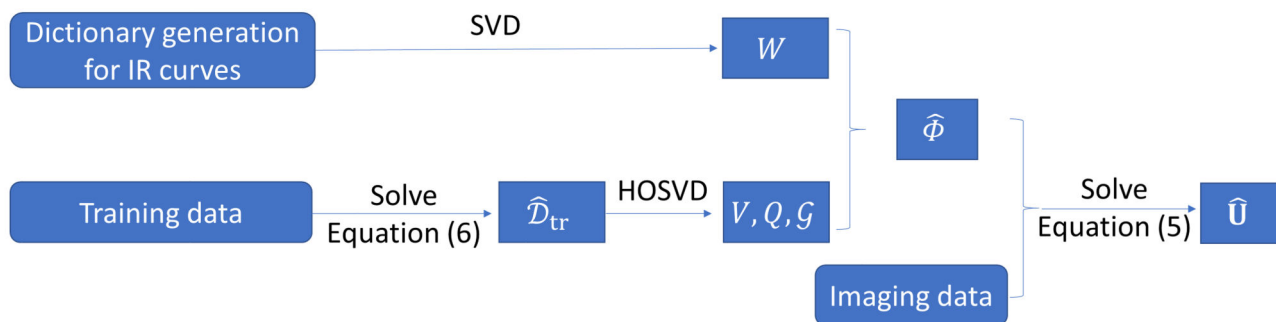 Dictionary generation
for IR curves
SVD
W
Φ̂
Training data
Solve
Equation (6)
𝒟̂tr
HOSVD
V, Q, 𝒢
Imaging data
Solve
Equation (5)
Û